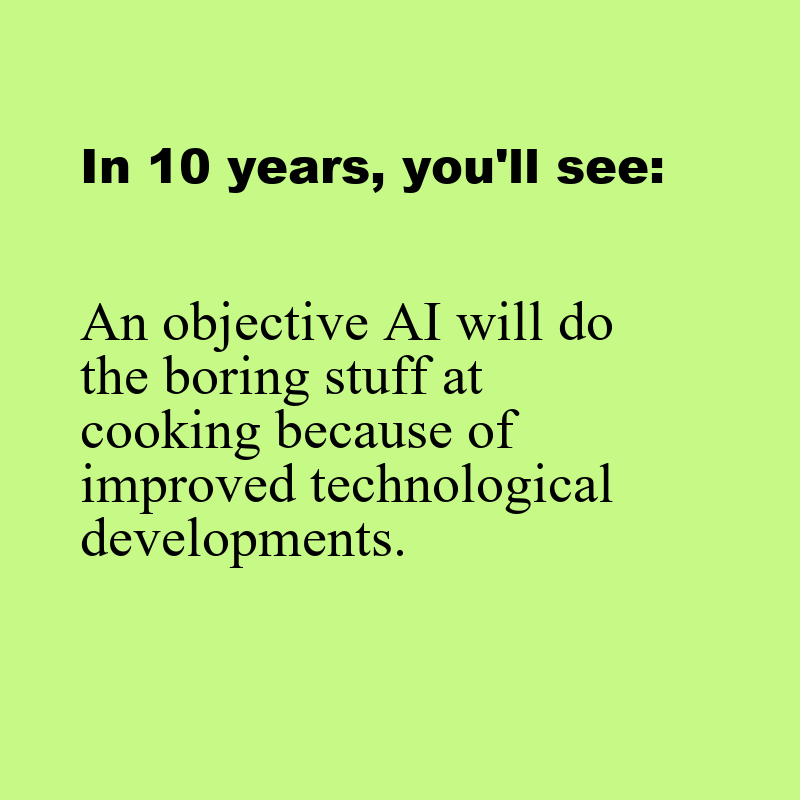 In 10 years, you'll see:
An objective AI will do
the boring stuff at
cooking because of
improved technological
developments.